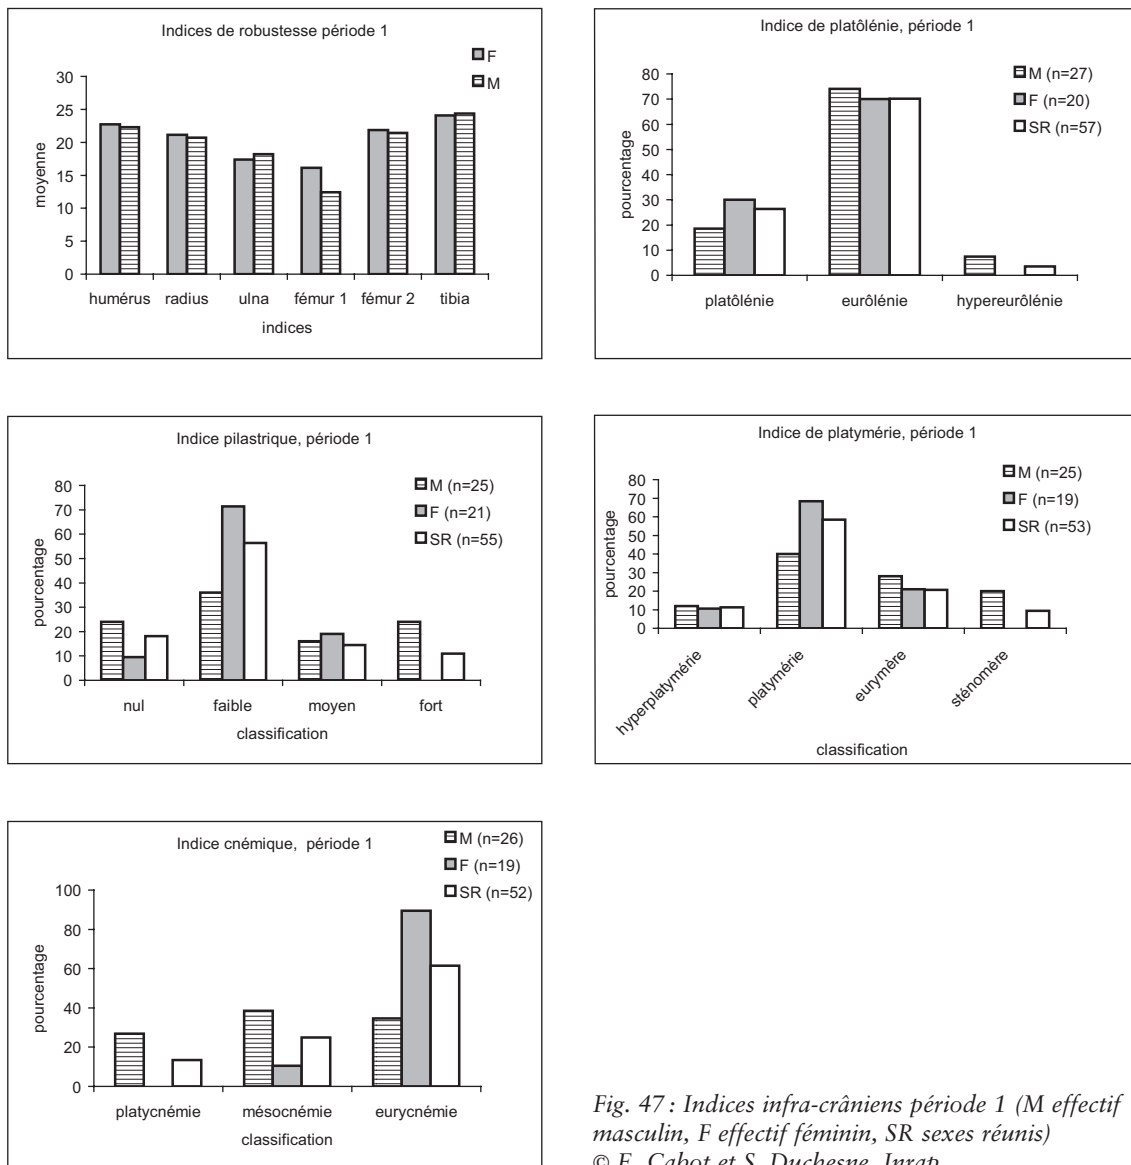 Indices de robustesse période 1
F
M
30
25
20
15
10
5
0
moyenne
humérus radius ulna fémur 1 fémur 2 tibia
indices
Indice de platôlénie, période 1
M (n=27)
F (n=20)
SR (n=57)
80
70
60
50
40
30
20
10
0
pourcentage
platôlénie eurôlénie hypereurôlénie
Indice pilastrique, période 1
M (n=25)
F (n=21)
SR (n=55)
80
70
60
50
40
30
20
10
0
pourcentage
nul faible moyen fort
classification
Indice de platymérie, période 1
M (n=25)
F (n=19)
SR (n=53)
80
70
60
50
40
30
20
10
0
pourcentage
hyperplatymérie platymérie eurymère sténomère
classification
Indice cnémique, période 1
M (n=26)
F (n=19)
SR (n=52)
100
80
60
40
20
0
pourcentage
platycnémie mésocnémie eurycnémie
classification
Fig. 47 : Indices infra-crâniens période 1 (M effectif
masculin, F effectif féminin, SR sexes réunis)
© E. Cabot et S. Duchesne, Inrap